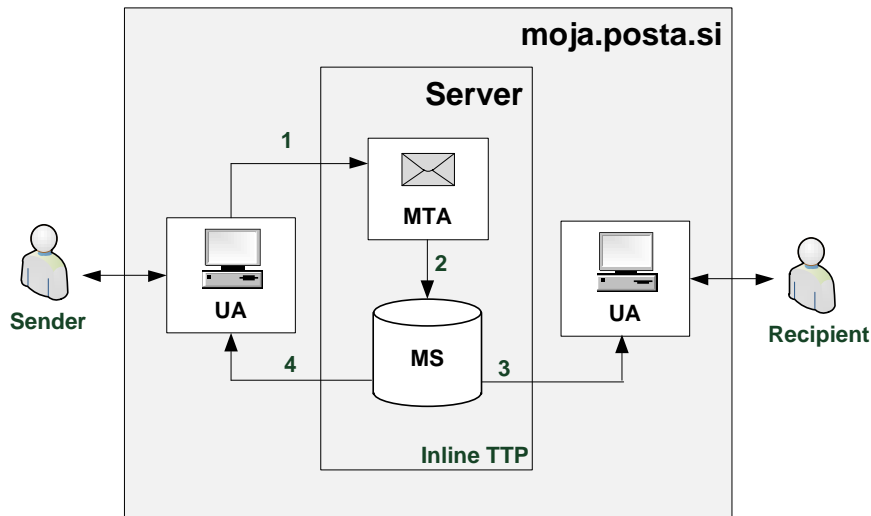 moja.posta.si
Server
1
MTA
2
UA
UA
Sender
Recipient
MS
4
3
Inline TTP